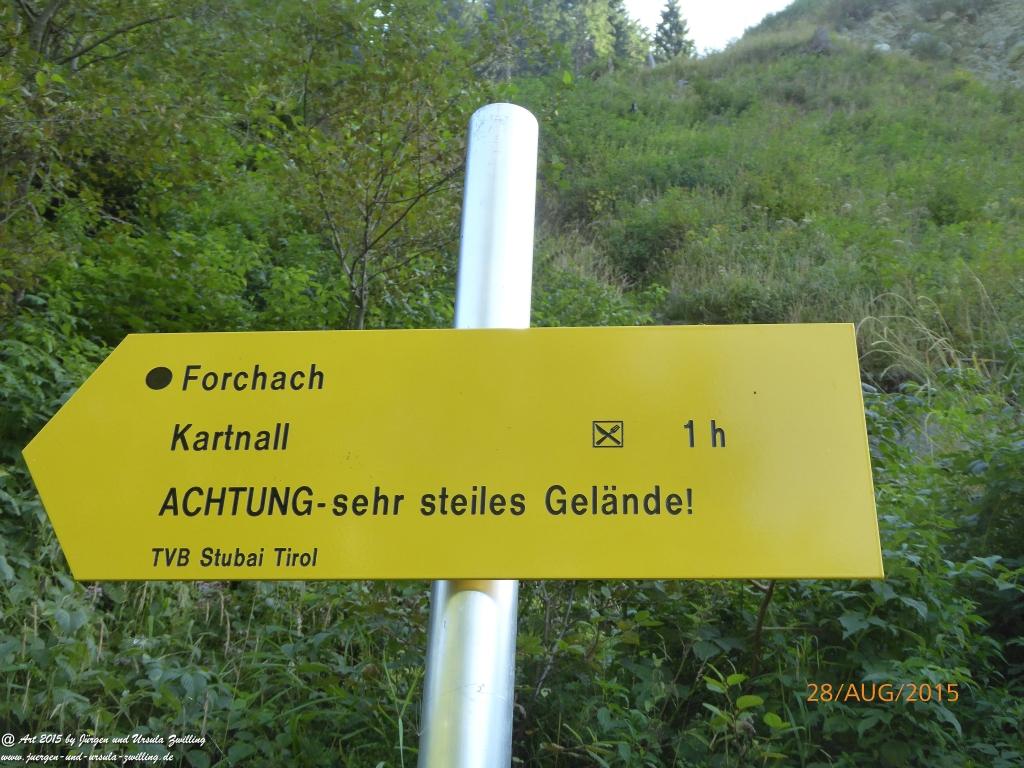 Forchach
Kartnall 1 h
ACHTUNG-sehr steiles Gelände!
TVB Stubai Tirol
28/AUG/2015
@ Art 2015 by Jürgen und Ursula Zwilling
www.juergen-und-ursula-zwilling.de